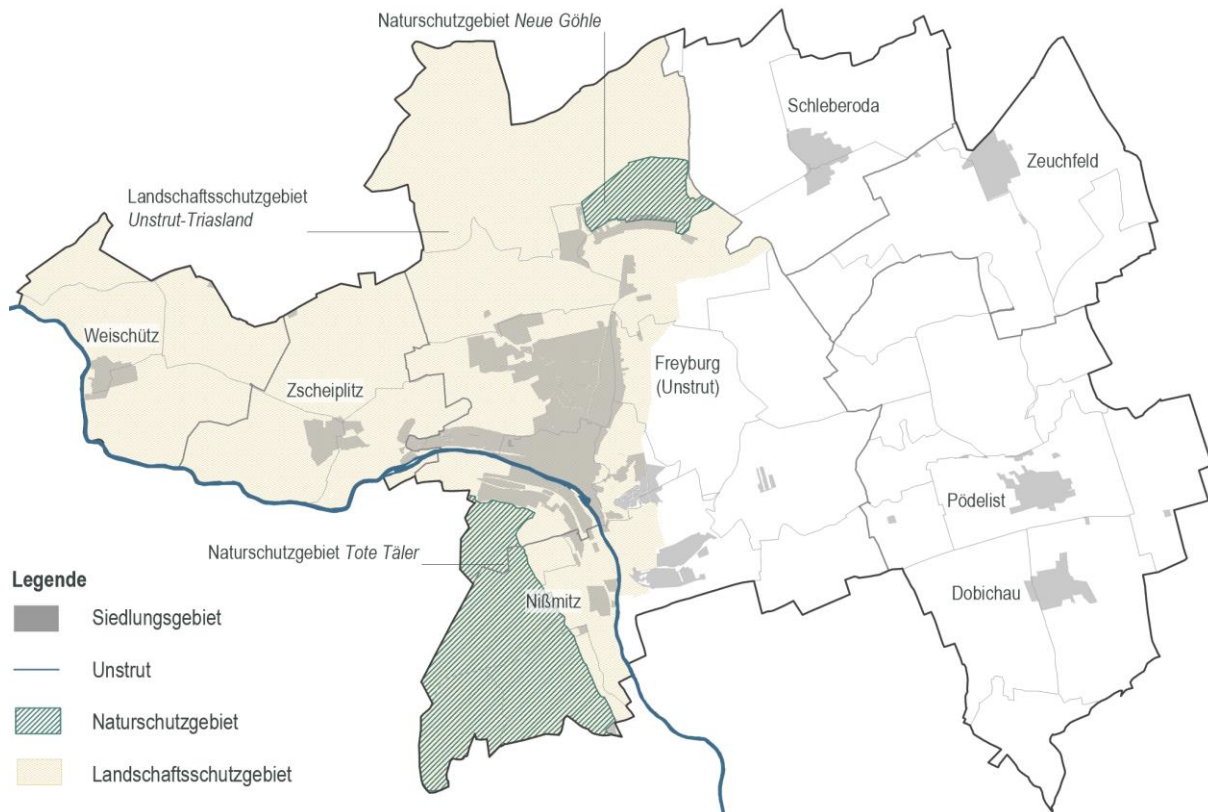 Naturschutzgebiet Neue Göhle
Schleberoda
Zeuchfeld
Landschaftsschutzgebiet
Unstrut-Triasland
Weischütz
Zscheiplitz
Freyburg
(Unstrut)
Pödelist
Naturschutzgebiet Tote Täler
Nißmitz
Dobichau
Legende
Siedlungsgebiet
Unstrut
Naturschutzgebiet
Landschaftsschutzgebiet